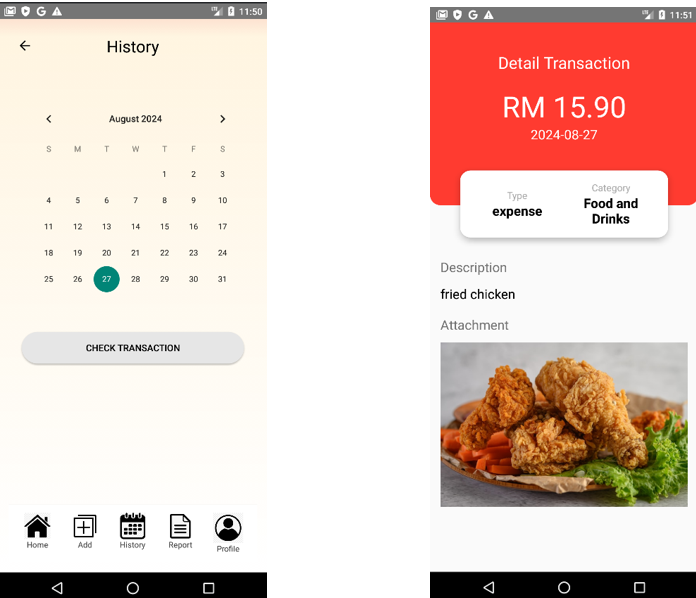 11:50
History
August 2024
S M T W T F S
1 2 3
4 5 6 7 8 9 10
11 12 13 14 15 16 17
18 19 20 21 22 23 24
25 26 27 28 29 30 31
CHECK TRANSACTION
Home Add History Report Profile
11:51
Detail Transaction
RM 15.90
2024-08-27
Type
expense
Category
Food and
Drinks
Description
fried chicken
Attachment